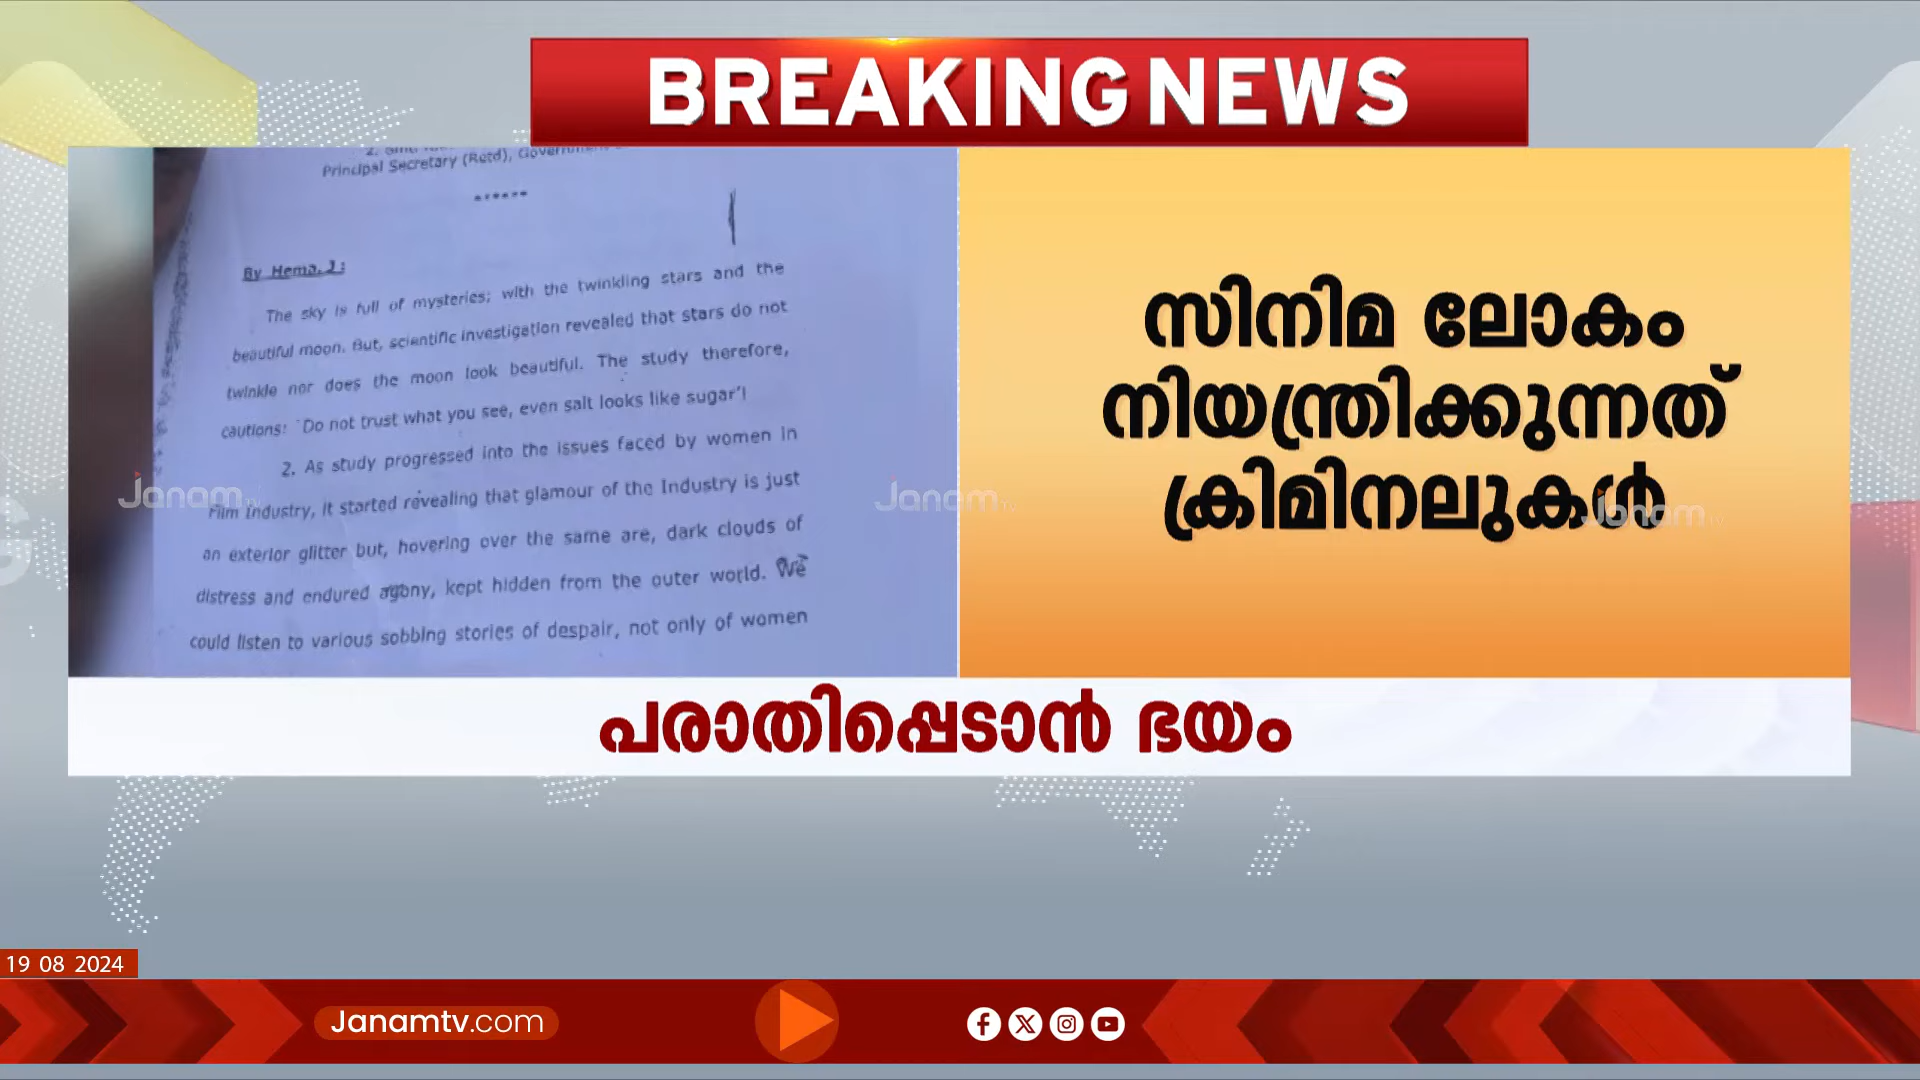 BREAKING NEWS
Principal Secretary (Retd), Government
******
By Hema, J :
The sky is full of mysteries; with the twinkling stars and the
beautiful moon. But, scientific investigation revealed that stars do not
twinkle nor does the moon look beautiful. The study therefore,
cautions: `Do not trust what you see, even salt looks like sugar'!
2. As study progressed into the issues faced by women in
Film Industry, it started revealing that glamour of the Industry is just
an exterior glitter but, hovering over the same are, dark clouds of
distress and endured agony, kept hidden from the outer world. We
could listen to various sobbing stories of despair, not only of women
സിനിമ ലോകം
നിയന്ത്രിക്കുന്നത്
ക്രിമിനലുകൾ
Janam TV
Janam TV
Janam TV
പരാതിപ്പെടാൻ ഭയം
19 08 2024
Janamtv.com